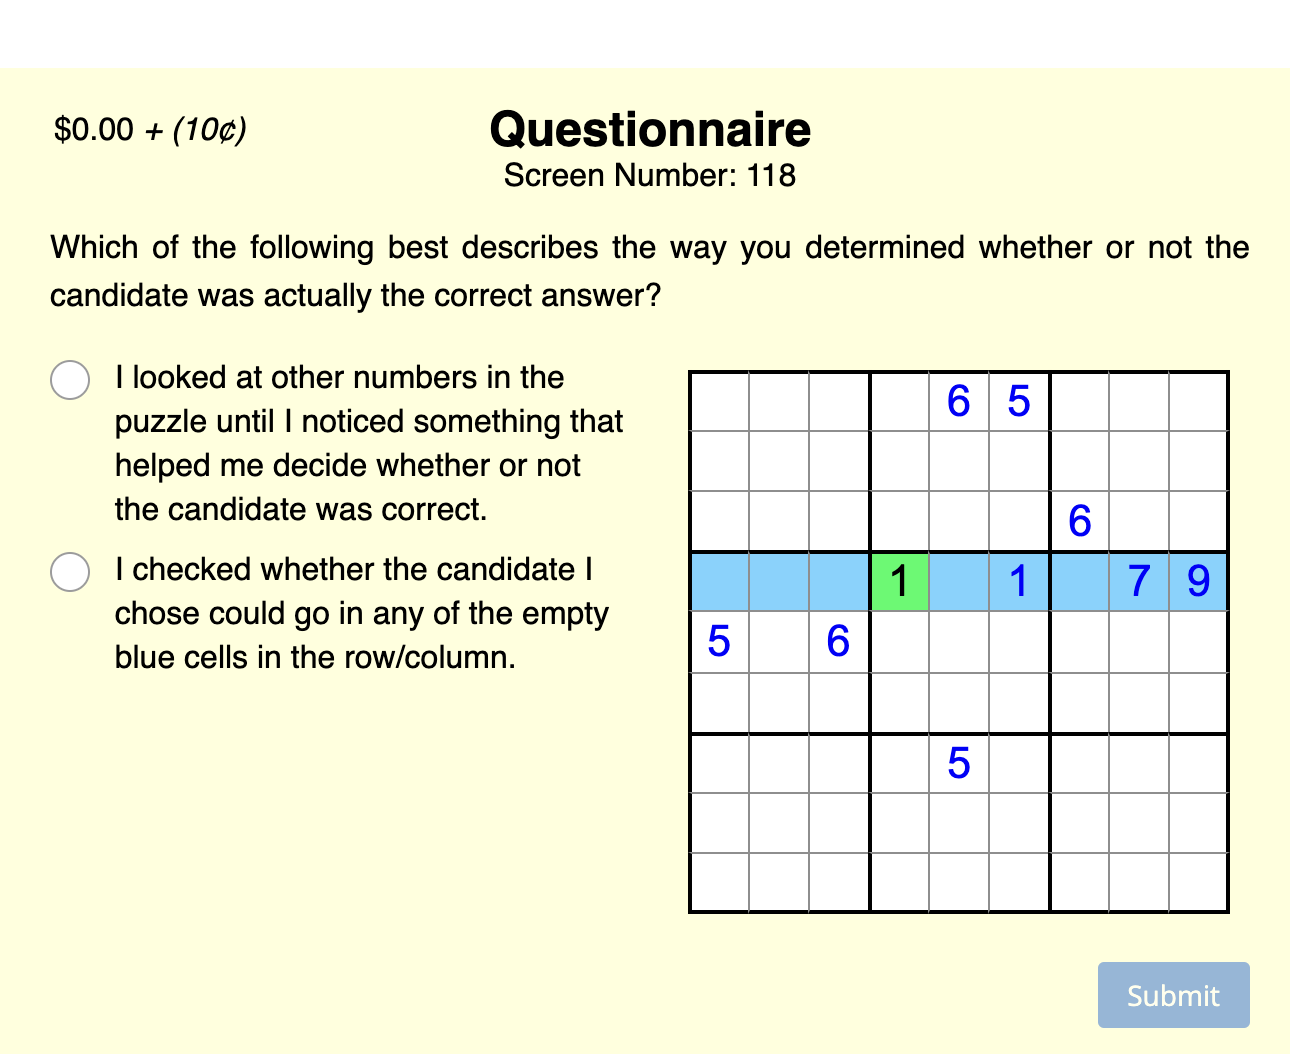 $0.00 + (10¢)
Questionnaire
Screen Number: 118
Which of the following best describes the way you determined whether or not the
candidate was actually the correct answer?
I looked at other numbers in the
puzzle until I noticed something that
helped me decide whether or not
the candidate was correct.
I checked whether the candidate I
chose could go in any of the empty
blue cells in the row/column.
6 5
6
1 1 7 9
5 6
5
Submit